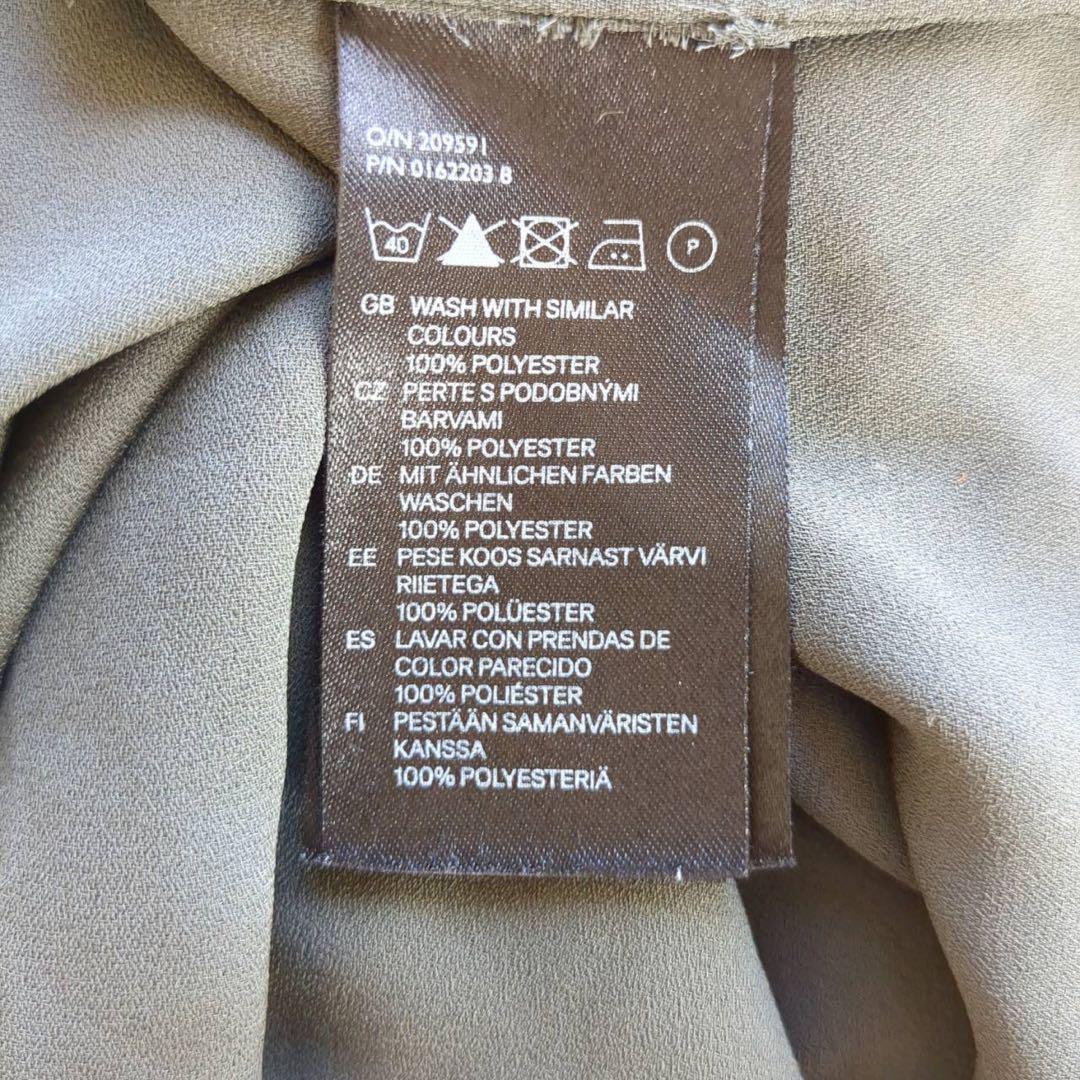 O/N 209591
P/N 0162203.8
40 P
GB WASH WITH SIMILAR
COLOURS
100% POLYESTER
CZ PERTE S PODOBNÝMI
BARVAMI
100% POLYESTER
DE MIT ÄHNLICHEN FARBEN
WASCHEN
100% POLYESTER
EE PESE KOOS SARNAST VÄRVI
RIIETEGA
100% POLÜESTER
ES LAVAR CON PRENDAS DE
COLOR PARECIDO
100% POLIÉSTER
FI PESTÄÄN SAMANVÄRISTEN
KANSSA
100% POLYESTERIÄ